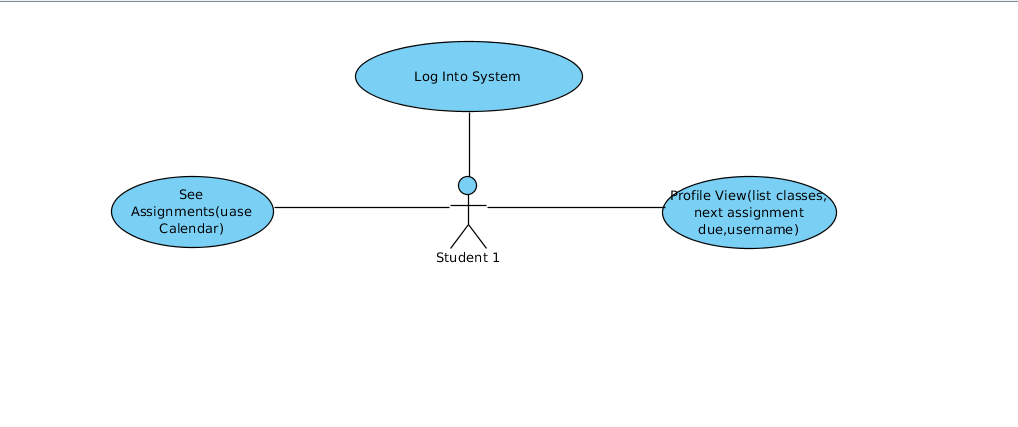 Log Into System
See
Assignments(uase
Calendar)
Profile View(list classes,
next assignment
due,username)
Student 1